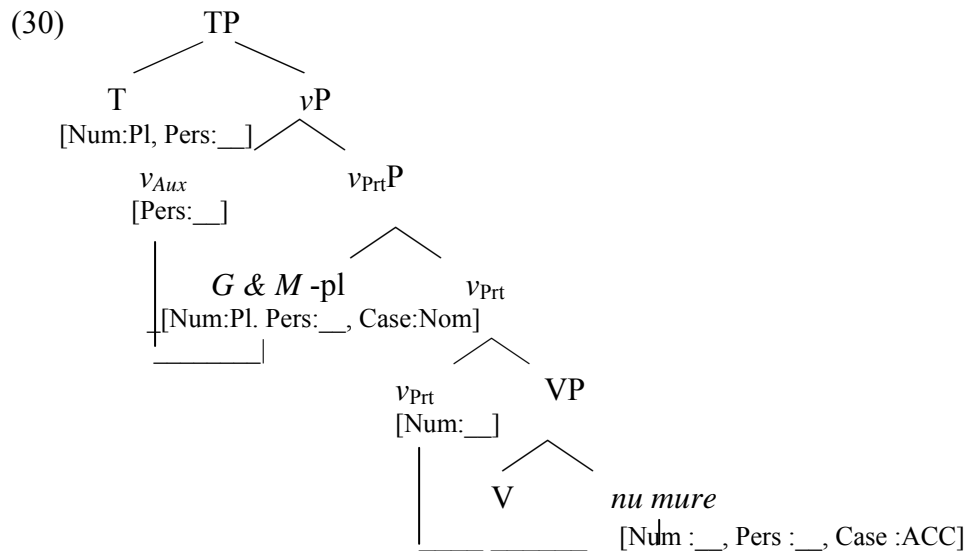 (30) TP
T vP
[Num:Pl, Pers:__]
vAux vPrtP
[Pers:__]
G & M -pl vPrt
_[Num:Pl. Pers:__, Case:Nom]
vPrt VP
[Num:__]
V nu mure
[Num :__, Pers :__, Case :ACC]